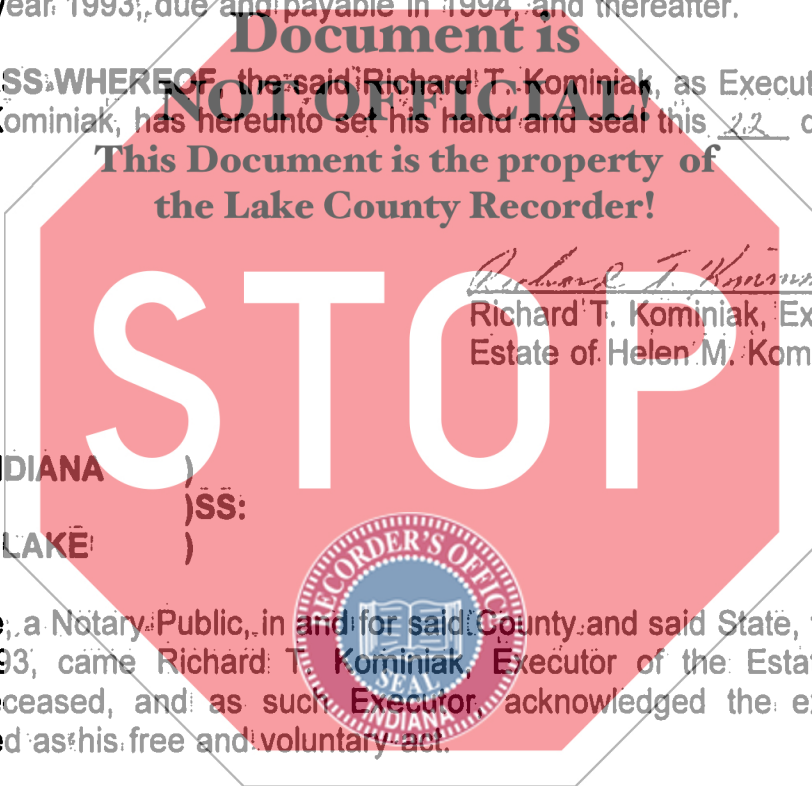 year 1993, due and payable in 1994, and thereafter.
Document is
SS WHEREOF, the said Richard T. Kominiak, as Execut
NOT OFFICIAL!
Kominiak, has hereunto set his hand and seal this 22
This Document is the property of
the Lake County Recorder!
Richard T.
Richard T. Kominiak, Ex
Estate of Helen M. Kom
STOP
NDIANA )
)SS:
LAKE )
RECORDER'S OFFICE
a Notary Public, in and for said County and said State,
93, came Richard T. Kominiak, Executor of the Estat
SEAL
ceased, and as such Executor, acknowledged the e
INDIANA
d as his free and voluntary act.